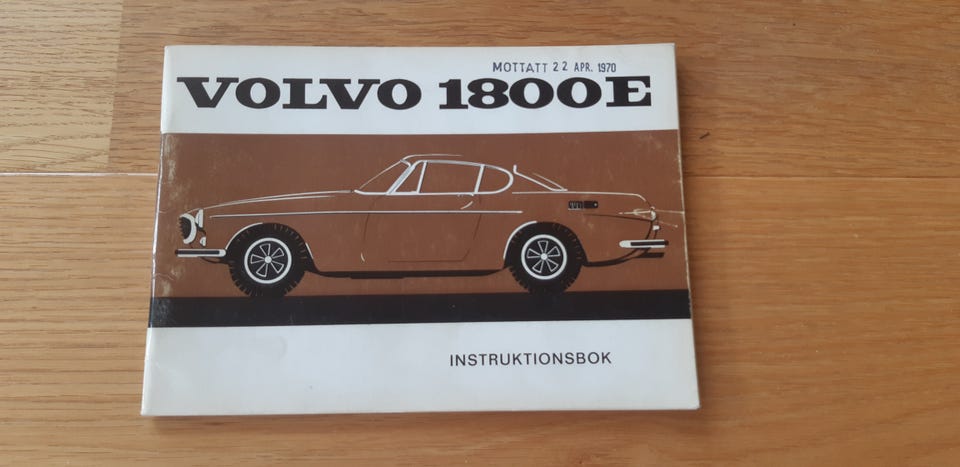 MOTTATT 22 APR. 1970
VOLVO 1800E
INSTRUKTIONSBOK